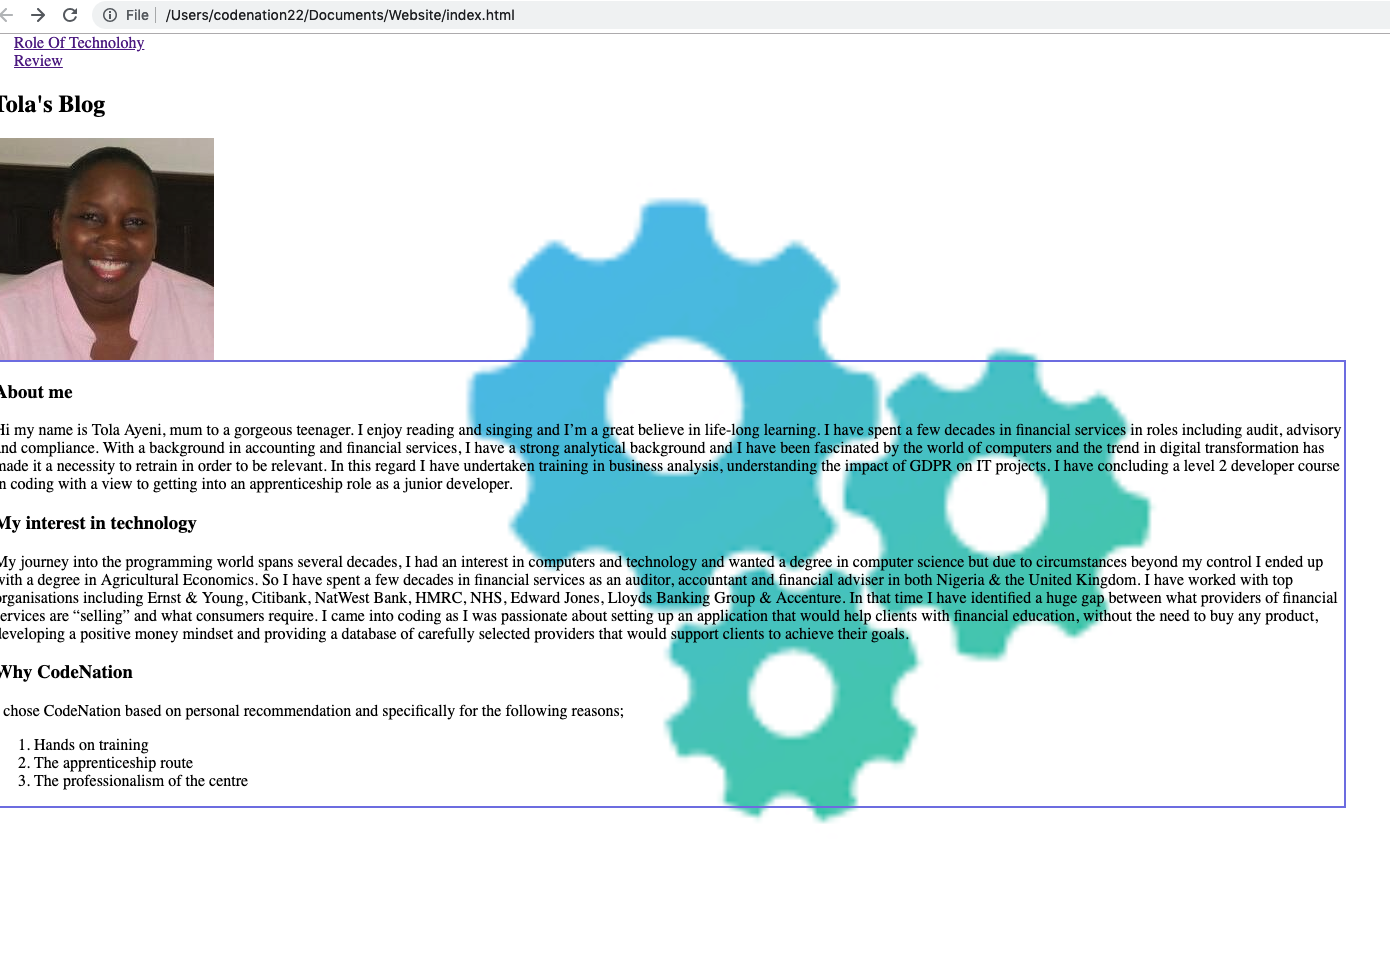 File /Users/codenation22/Documents/Website/index.html
Role Of Technolohy
Review
Tola's Blog
About me
Hi my name is Tola Ayeni, mum to a gorgeous teenager. I enjoy reading and singing and I’m a great believe in life-long learning. I have spent a few decades in financial services in roles including audit, advisory
and compliance. With a background in accounting and financial services, I have a strong analytical background and I have been fascinated by the world of computers and the trend in digital transformation has
made it a necessity to retrain in order to be relevant. In this regard I have undertaken training in business analysis, understanding the impact of GDPR on IT projects. I have concluding a level 2 developer course
in coding with a view to getting into an apprenticeship role as a junior developer.
My interest in technology
My journey into the programming world spans several decades, I had an interest in computers and technology and wanted a degree in computer science but due to circumstances beyond my control I ended up
with a degree in Agricultural Economics. So I have spent a few decades in financial services as an auditor, accountant and financial adviser in both Nigeria & the United Kingdom. I have worked with top
organisations including Ernst & Young, Citibank, NatWest Bank, HMRC, NHS, Edward Jones, Lloyds Banking Group & Accenture. In that time I have identified a huge gap between what providers of financial
services are “selling” and what consumers require. I came into coding as I was passionate about setting up an application that would help clients with financial education, without the need to buy any product,
developing a positive money mindset and providing a database of carefully selected providers that would support clients to achieve their goals.
Why CodeNation
I chose CodeNation based on personal recommendation and specifically for the following reasons;
1. Hands on training
2. The apprenticeship route
3. The professionalism of the centre